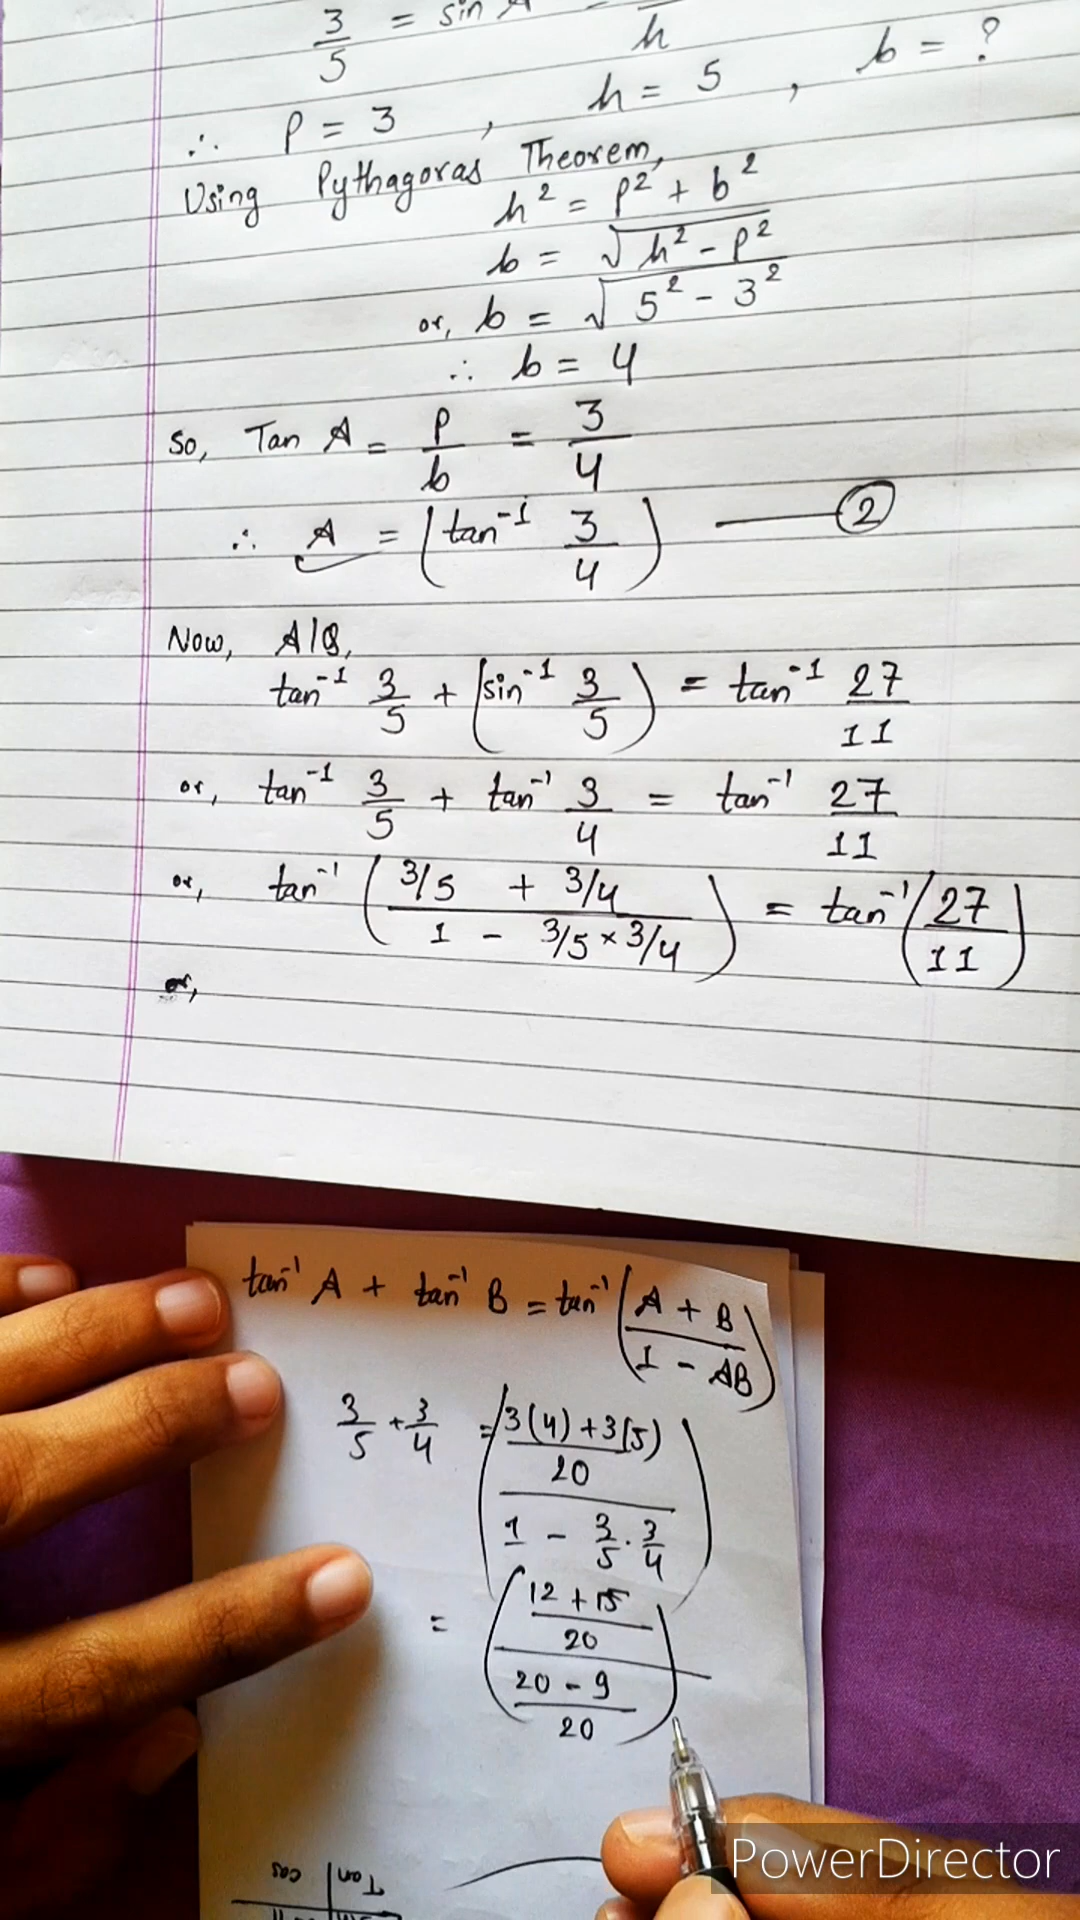 3/5 = sin A = /h
∴ P = 3 , h = 5 , b = ?
Using Pythagoras Theorem,
h² = p² + b²
b = √h² - p²
or, b = √5² - 3²
∴ b = 4
So, Tan A = P/b = 3/4
∴ A = (tan⁻¹ 3/4) — ②
Now, A/Q,
tan⁻¹ 3/5 + (sin⁻¹ 3/5) = tan⁻¹ 27/11
or, tan⁻¹ 3/5 + tan⁻¹ 3/4 = tan⁻¹ 27/11
or, tan⁻¹ ((3/5 + 3/4)/(1 - 3/5 × 3/4)) = tan⁻¹ (27/11)
or,
tan⁻¹ A + tan⁻¹ B = tan⁻¹ ((A + B)/(1 - AB))
3/5 + 3/4 = ((3(4) + 3(5))/20 / (1 - 3/5 · 3/4))
= ((12 + 15)/20 / (20 - 9)/20)
PowerDirector
Tan
cos